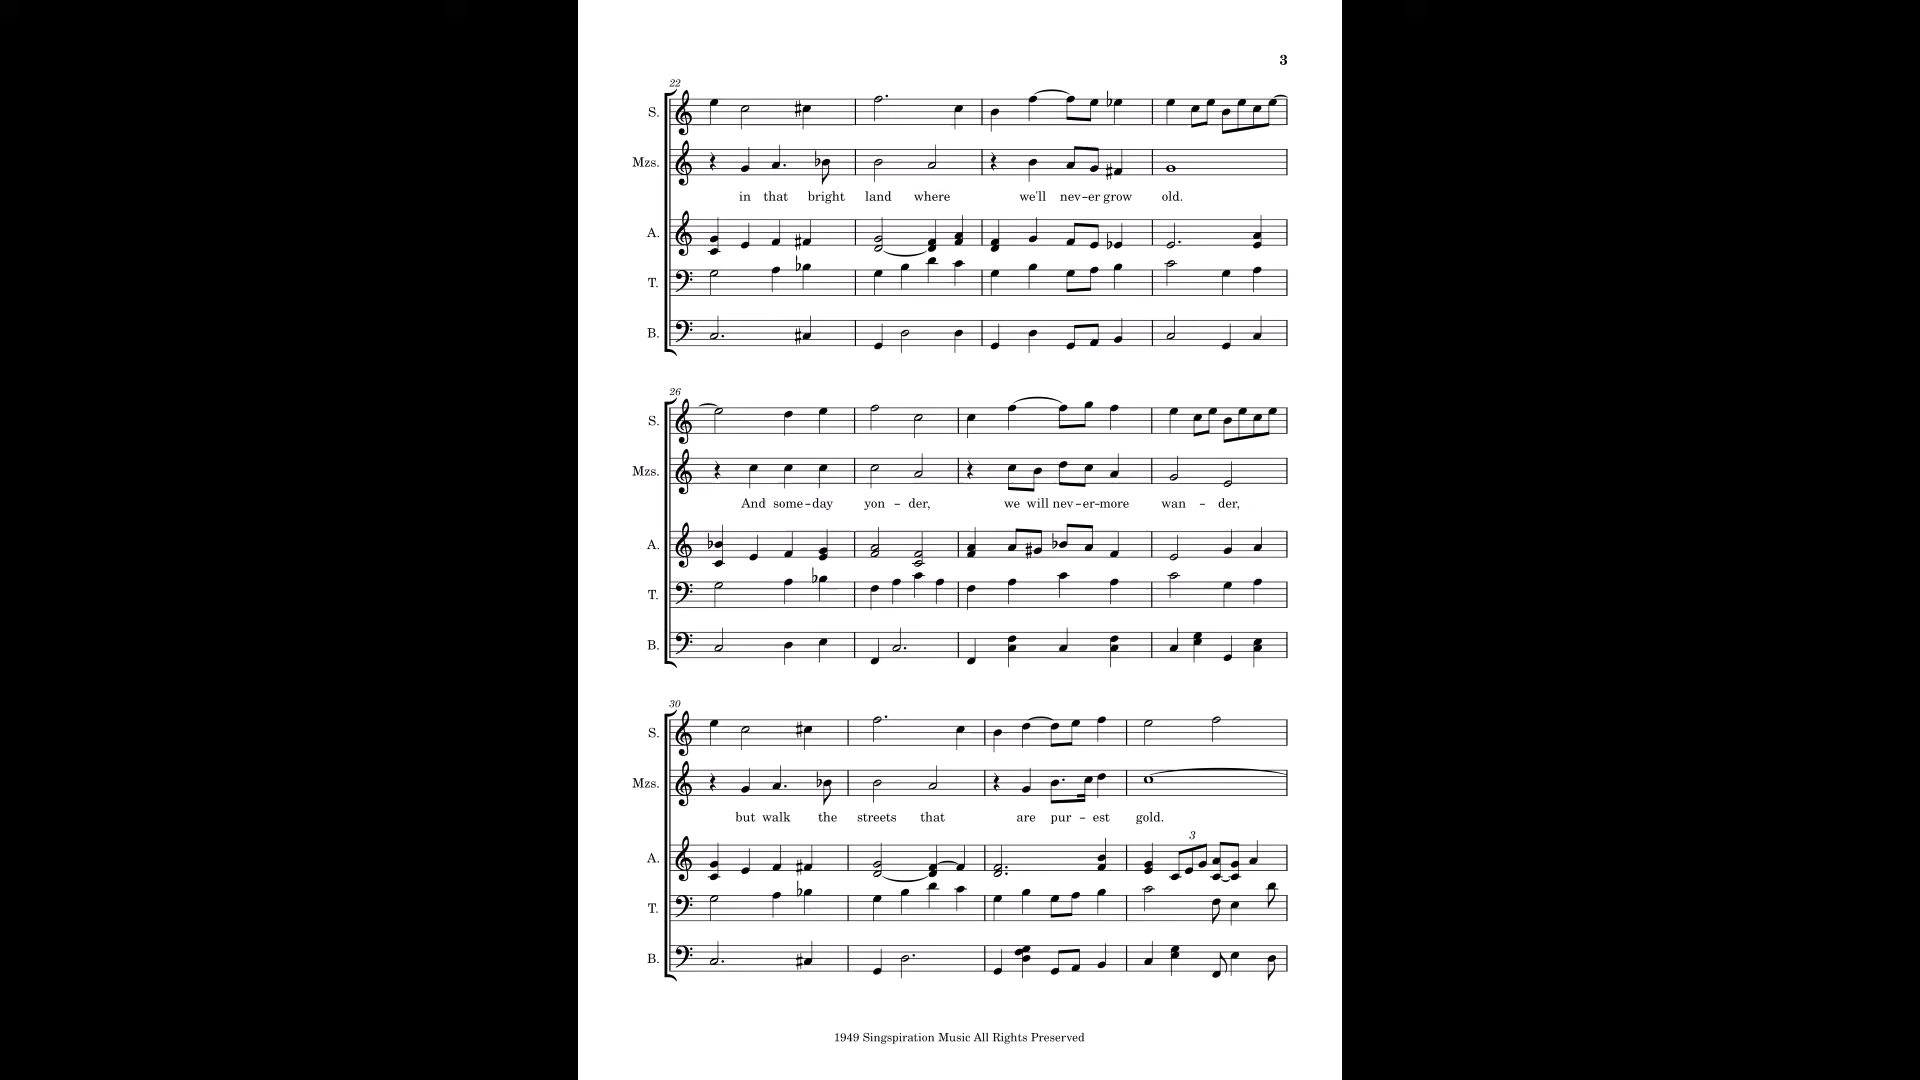 3
22
S.
Mzs.
in that bright land where we'll nev-er grow old.
A.
T.
B.
26
S.
Mzs.
And some-day yon - der, we will nev-er-more wan - der,
A.
T.
B.
30
S.
Mzs.
but walk the streets that are pur - est gold.
3
A.
T.
B.
1949 Singspiration Music All Rights Preserved